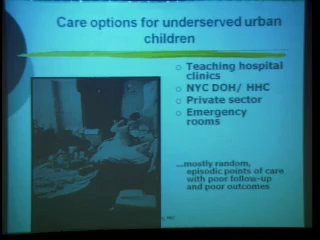 Care options for underserved urban
children
Teaching hospital
clinics
NYC DOH/ HHC
Private sector
Emergency
rooms
...mostly random,
episodic points of care
with poor follow-up
and poor outcomes